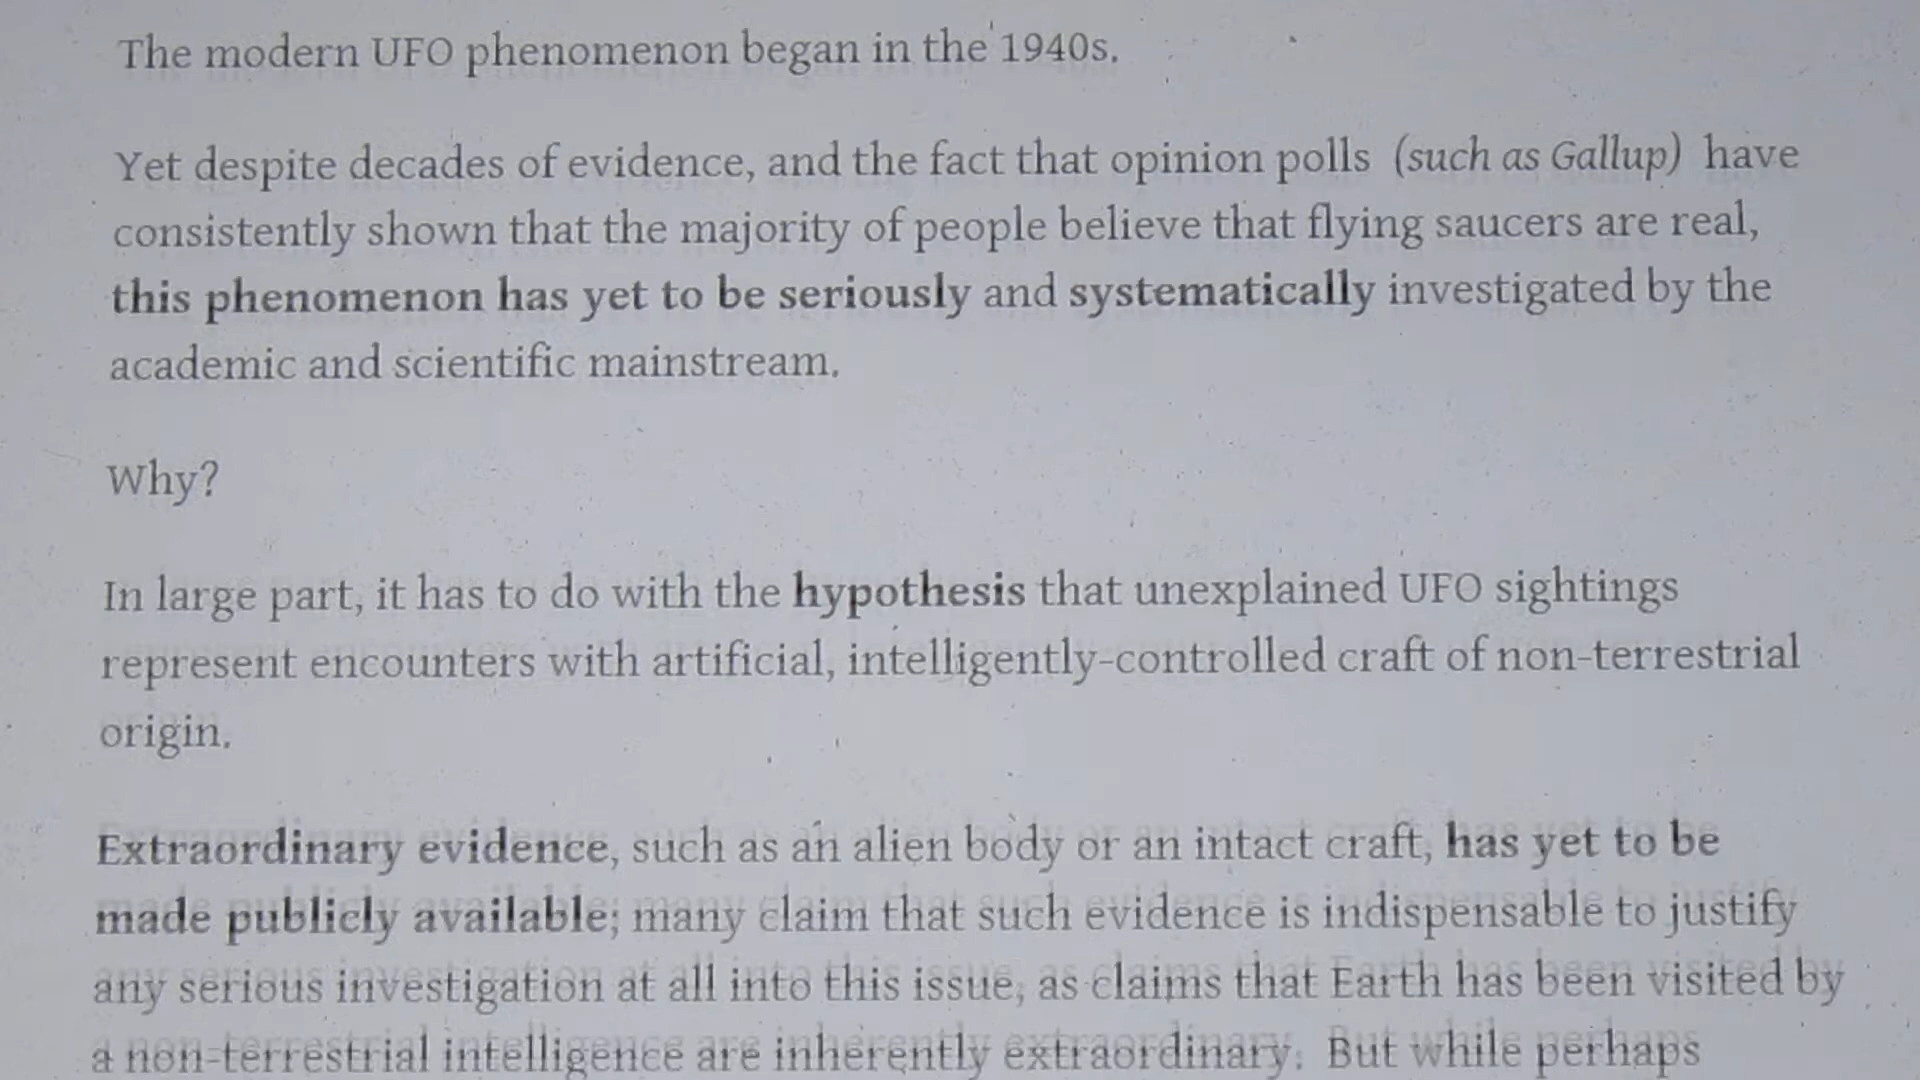 The modern UFO phenomenon began in the 1940s.
Yet despite decades of evidence, and the fact that opinion polls (such as Gallup) have
consistently shown that the majority of people believe that flying saucers are real,
this phenomenon has yet to be seriously and systematically investigated by the
academic and scientific mainstream.
Why?
In large part, it has to do with the hypothesis that unexplained UFO sightings
represent encounters with artificial, intelligently-controlled craft of non-terrestrial
origin.
Extraordinary evidence, such as an alien body or an intact craft, has yet to be
made publicly available; many claim that such evidence is indispensable to justify
any serious investigation at all into this issue, as claims that Earth has been visited by
a non-terrestrial intelligence are inherently extraordinary. But while perhaps